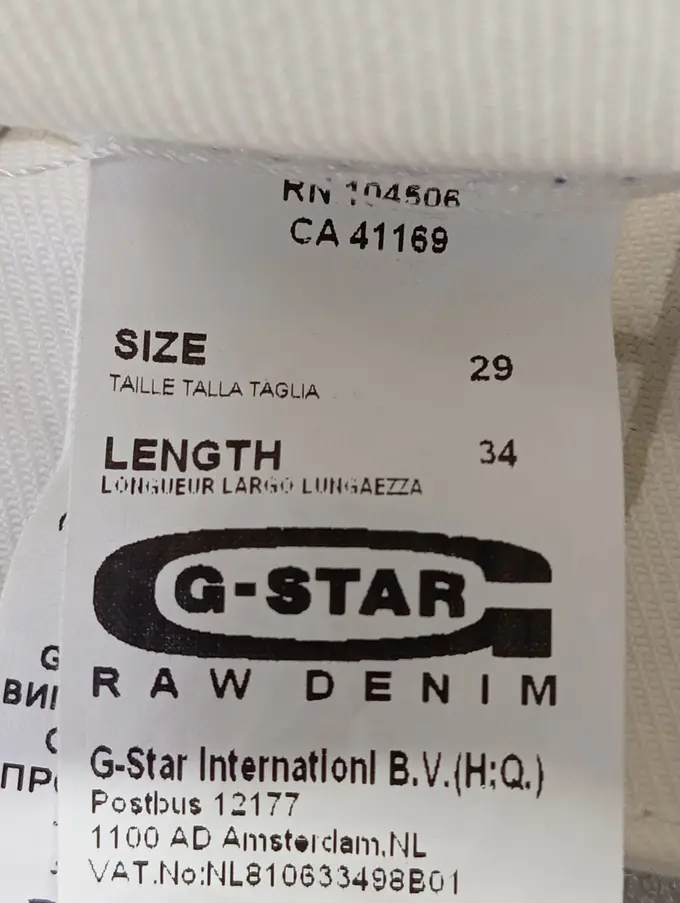 RN 104506
CA 41169
SIZE 29
TAILLE TALLA TAGLIA
LENGTH 34
LONGUEUR LARGO LUNGAEZZA
G-STAR
RAW DENIM
G-Star Internationl B.V.(H;Q.)
Postbus 12177
1100 AD Amsterdam,NL
VAT.No:NL810633498B01